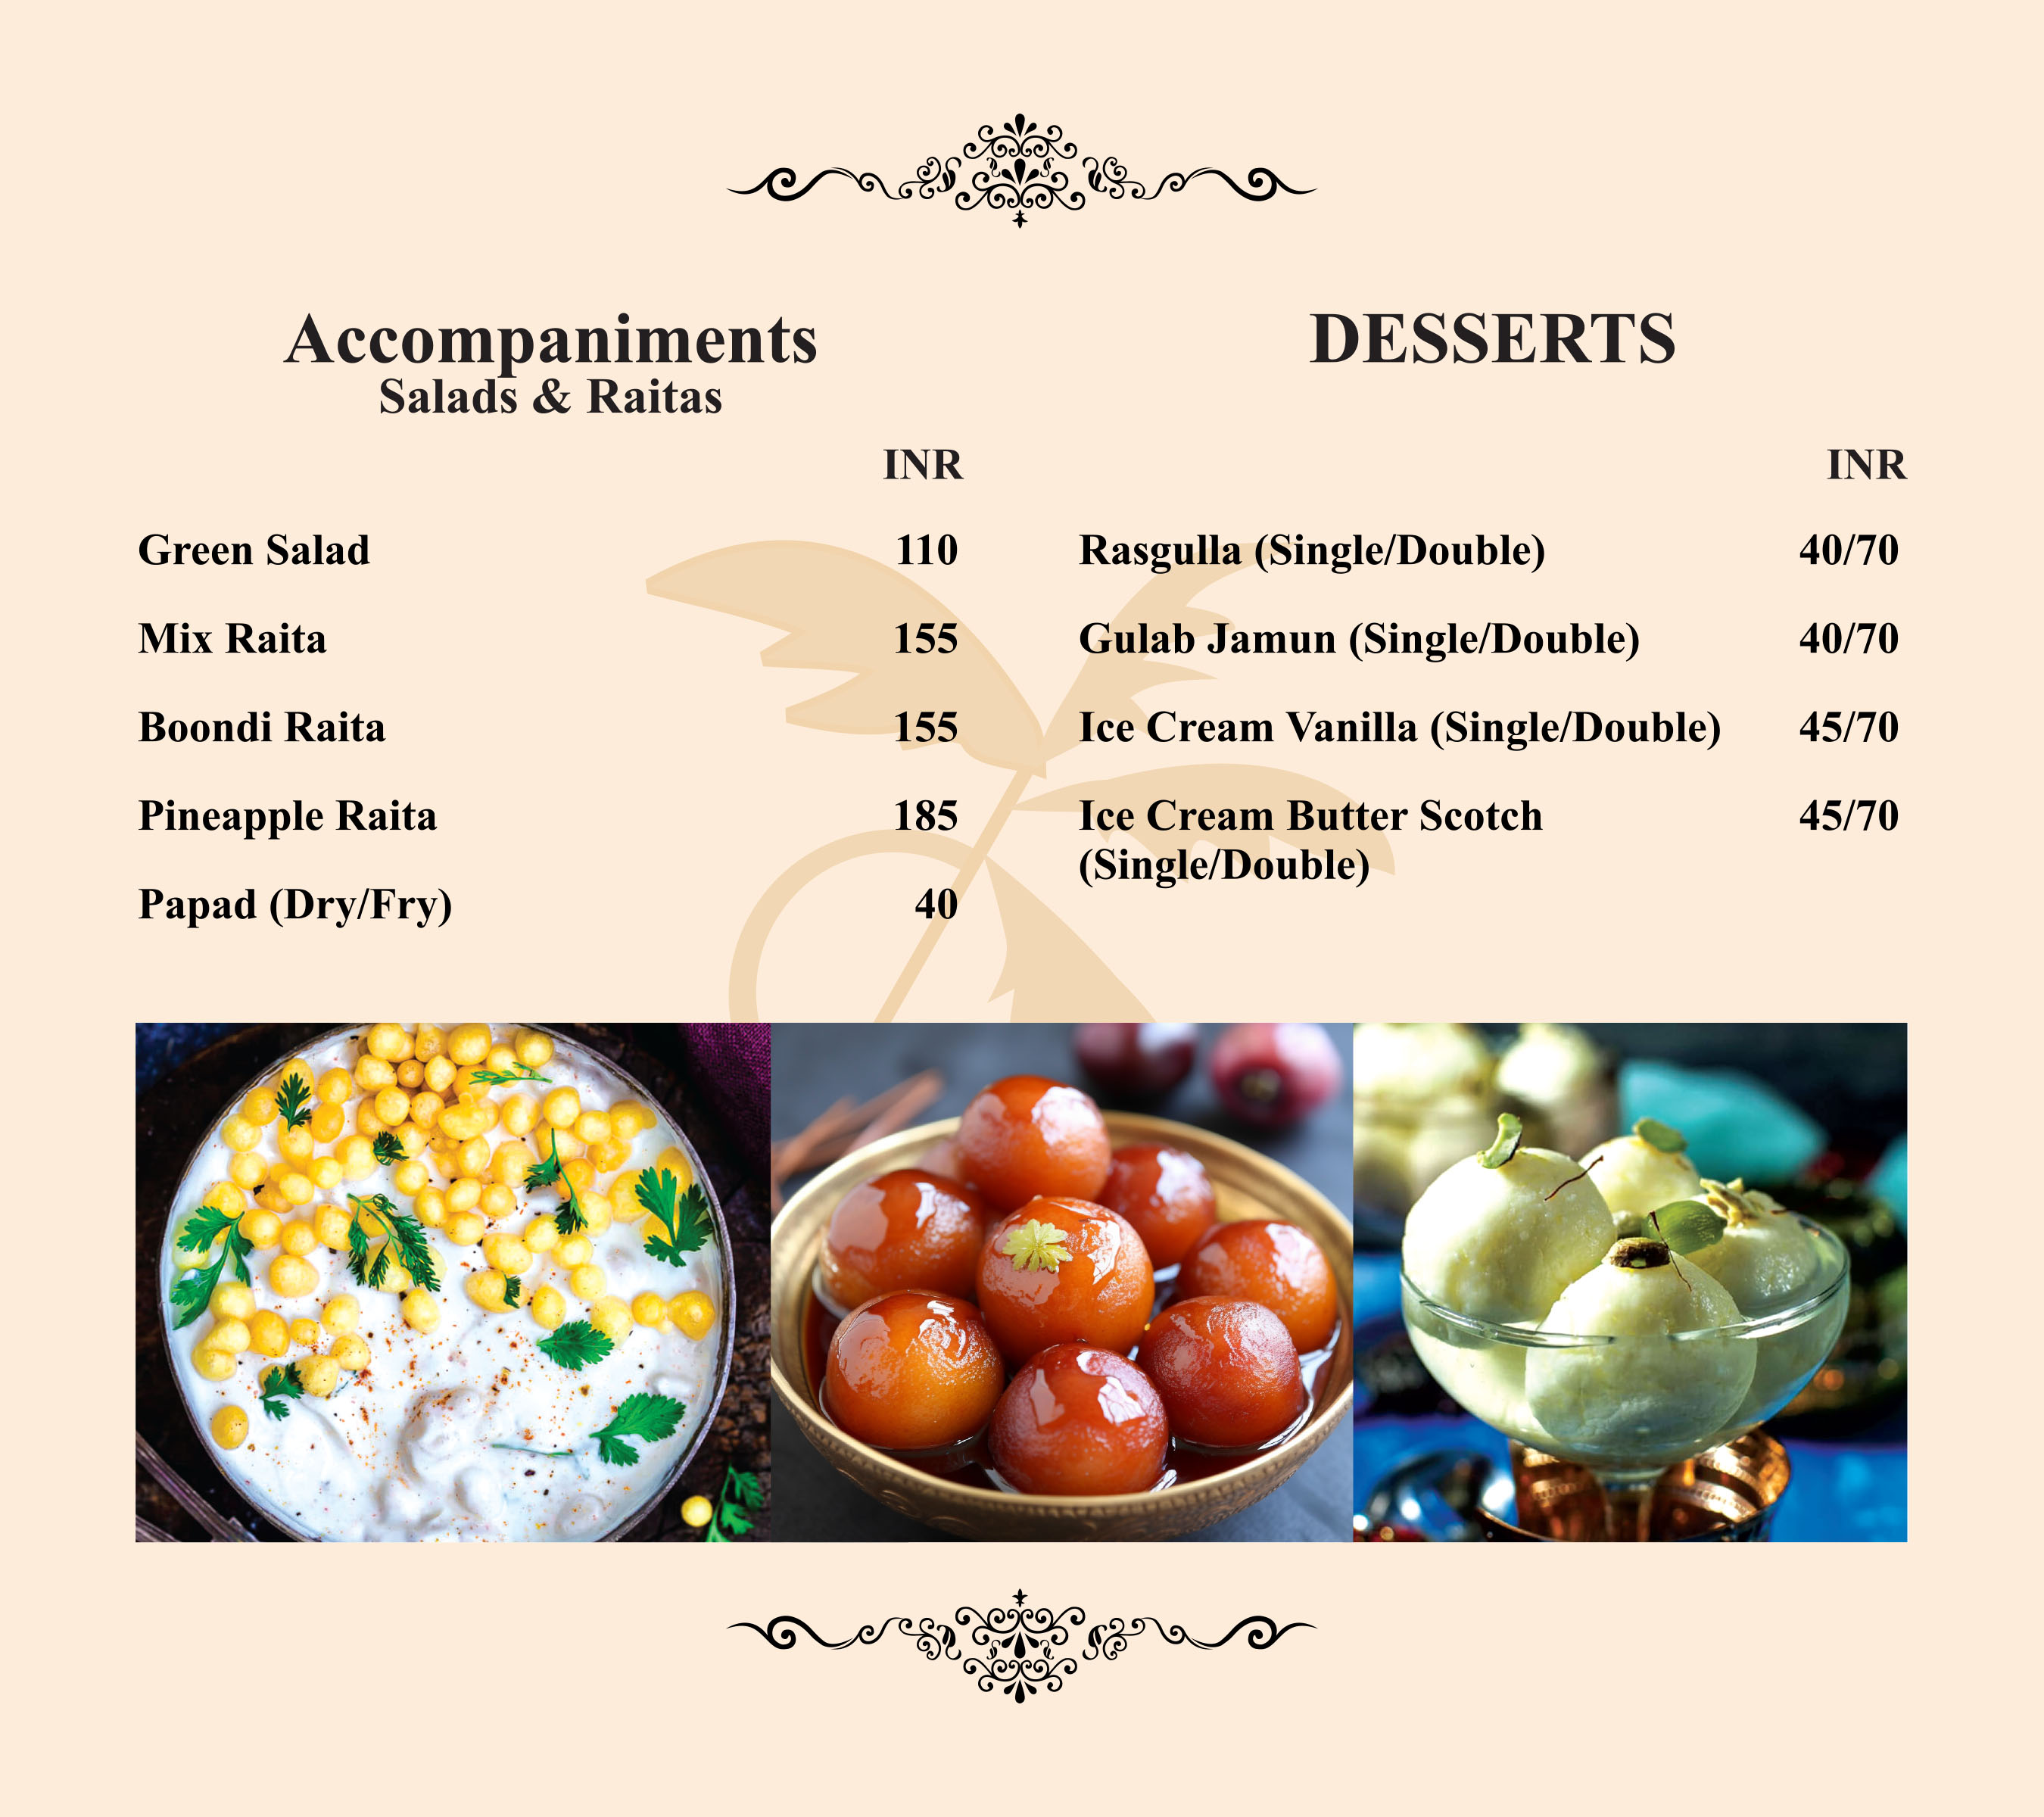 Accompaniments
Salads & Raitas
INR
Green Salad 110
Mix Raita 155
Boondi Raita 155
Pineapple Raita 185
Papad (Dry/Fry) 40
DESSERTS
INR
Rasgulla (Single/Double) 40/70
Gulab Jamun (Single/Double) 40/70
Ice Cream Vanilla (Single/Double) 45/70
Ice Cream Butter Scotch 45/70
(Single/Double)